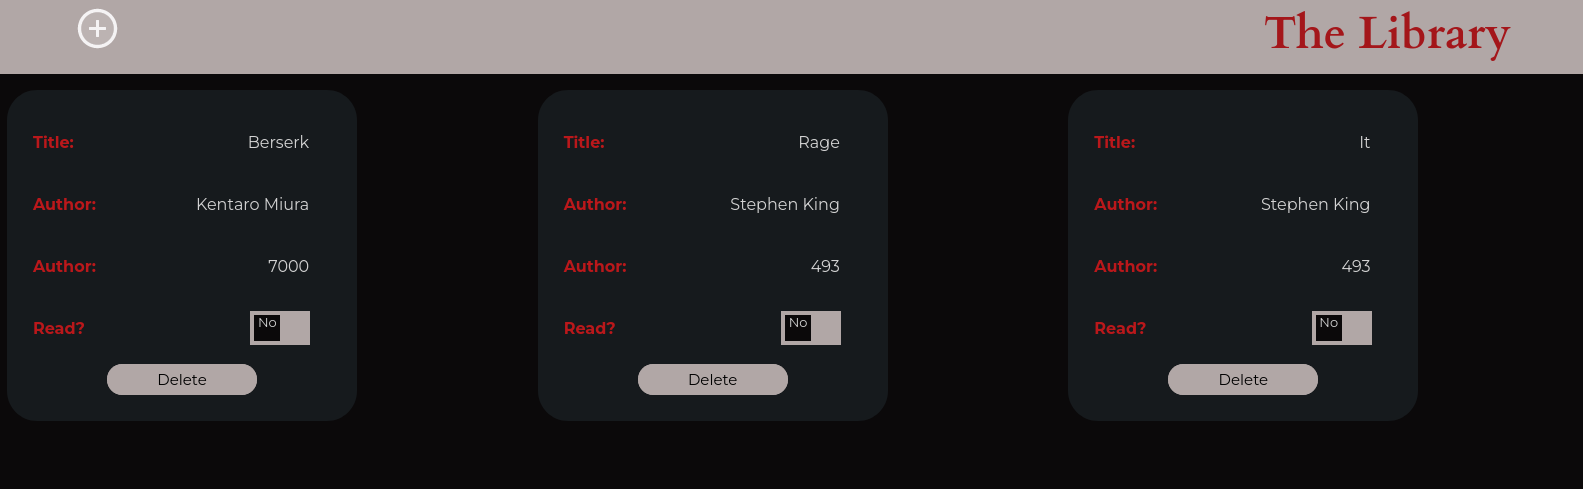 The Library
Title: Berserk
Author: Kentaro Miura
Author: 7000
Read? No
Delete
Title: Rage
Author: Stephen King
Author: 493
Read? No
Delete
Title: It
Author: Stephen King
Author: 493
Read? No
Delete